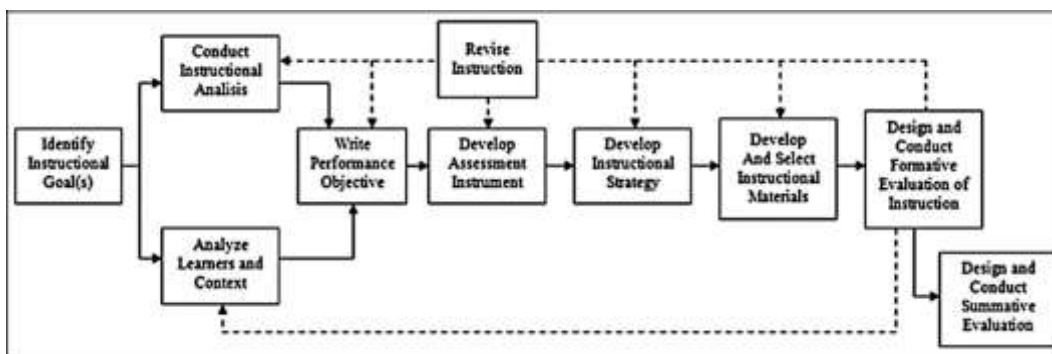 Conduct
Instructional
Analisis
Revise
Instruction
Identify
Instructional
Goal(s)
Write
Performance
Objective
Develop
Assessment
Instrument
Develop
Instructional
Strategy
Develop
And Select
Instructional
Materials
Design and
Conduct
Formative
Evaluation of
Instruction
Analyze
Learners and
Context
Design and
Conduct
Summative
Evaluation